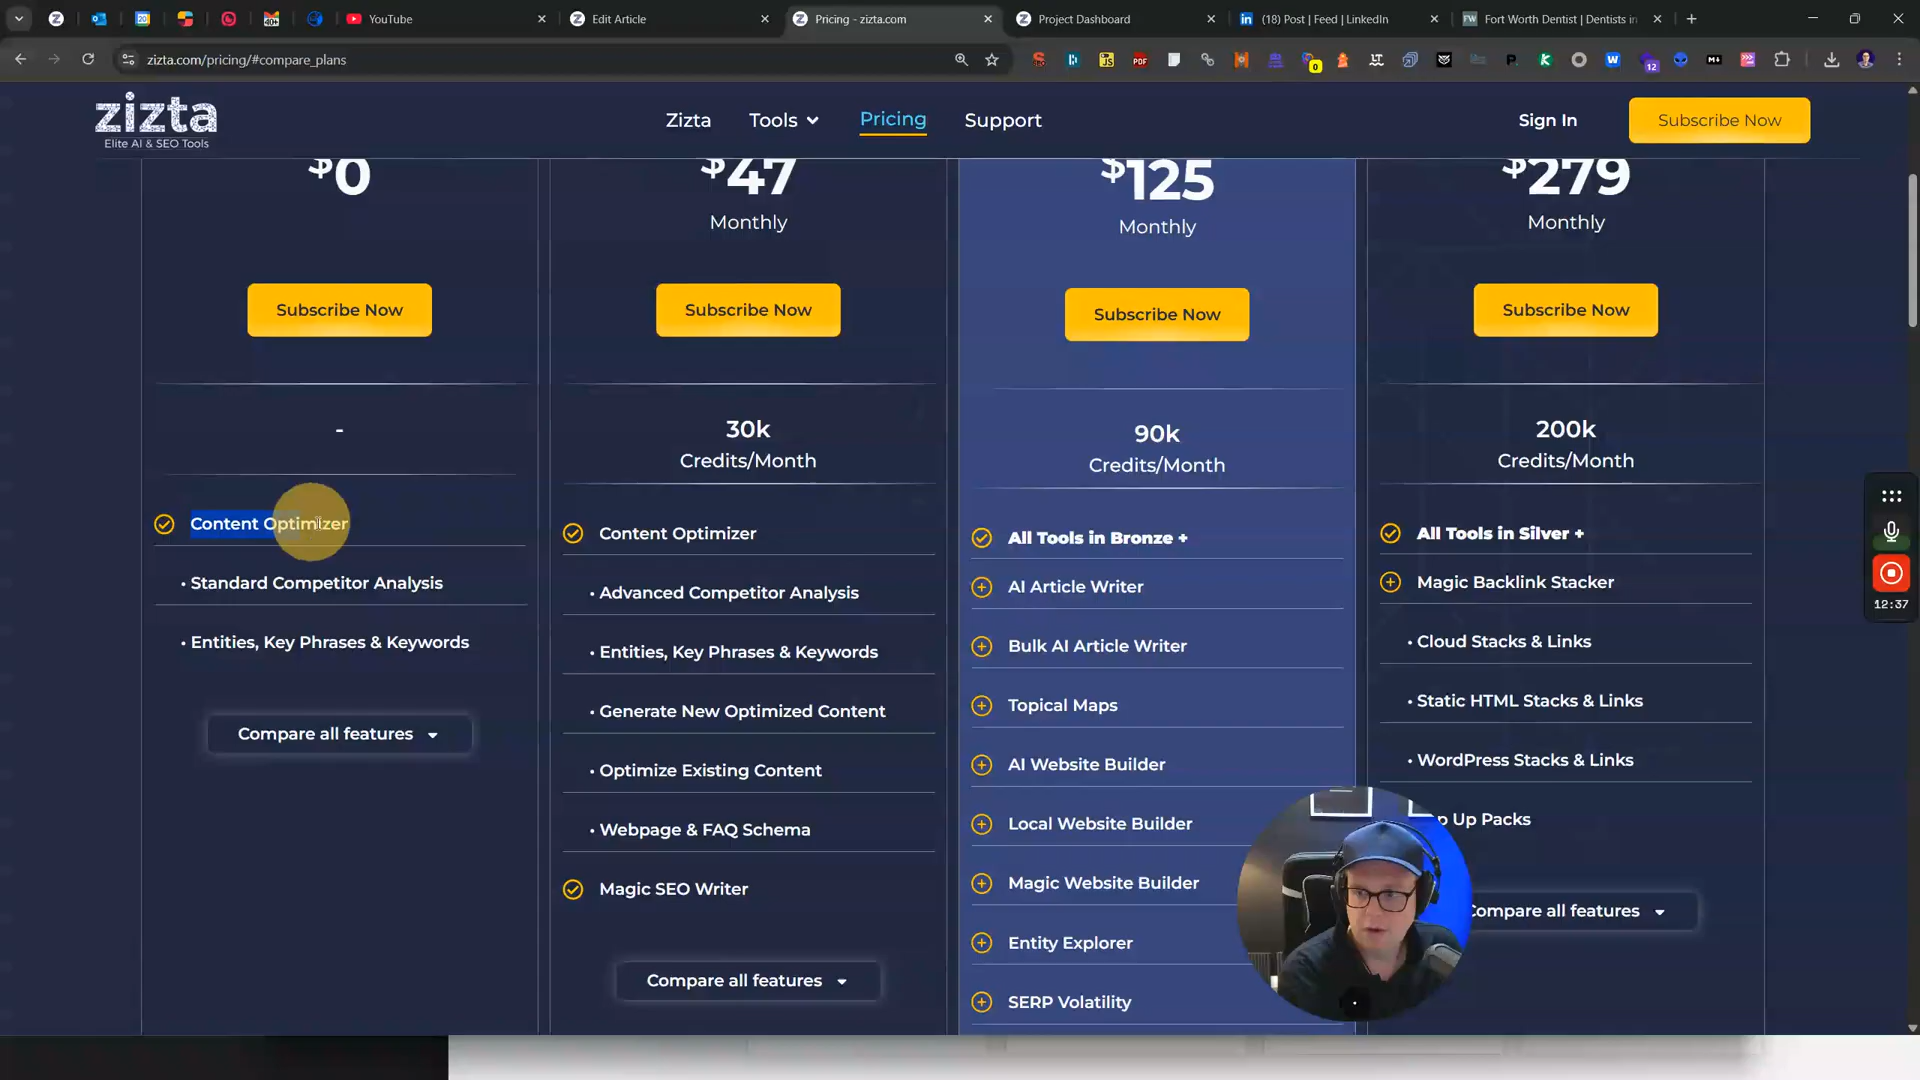 YouTube
Edit Article
Pricing - zizta.com
Project Dashboard
(18) Post | Feed | LinkedIn
Fort Worth Dentist | Dentists in
zizta.com/pricing/#compare_plans
zizta
Elite AI & SEO Tools
Zizta
Tools
Pricing
Support
Sign In
Subscribe Now
$0
Subscribe Now
-
Content Optimizer
• Standard Competitor Analysis
• Entities, Key Phrases & Keywords
Compare all features
$47
Monthly
Subscribe Now
30k
Credits/Month
Content Optimizer
• Advanced Competitor Analysis
• Entities, Key Phrases & Keywords
• Generate New Optimized Content
• Optimize Existing Content
• Webpage & FAQ Schema
Magic SEO Writer
Compare all features
$125
Monthly
Subscribe Now
90k
Credits/Month
All Tools in Bronze +
AI Article Writer
Bulk AI Article Writer
Topical Maps
AI Website Builder
Local Website Builder
Magic Website Builder
Entity Explorer
SERP Volatility
$279
Monthly
Subscribe Now
200k
Credits/Month
All Tools in Silver +
Magic Backlink Stacker
• Cloud Stacks & Links
• Static HTML Stacks & Links
• WordPress Stacks & Links
p Up Packs
Compare all features
12:37